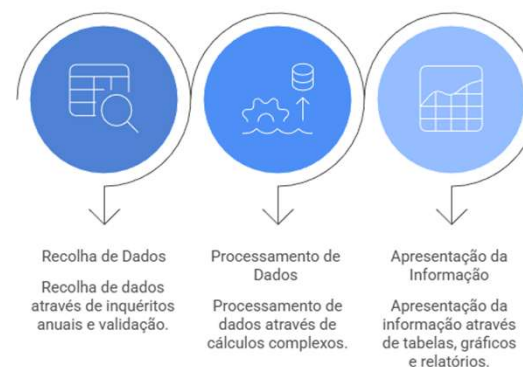 Recolha de Dados
Recolha de dados
através de inquéritos
anuais e validação.
Processamento de
Dados
Processamento de
dados através de
cálculos complexos.
Apresentação da
Informação
Apresentação da
informação através
de tabelas, gráficos
e relatórios.